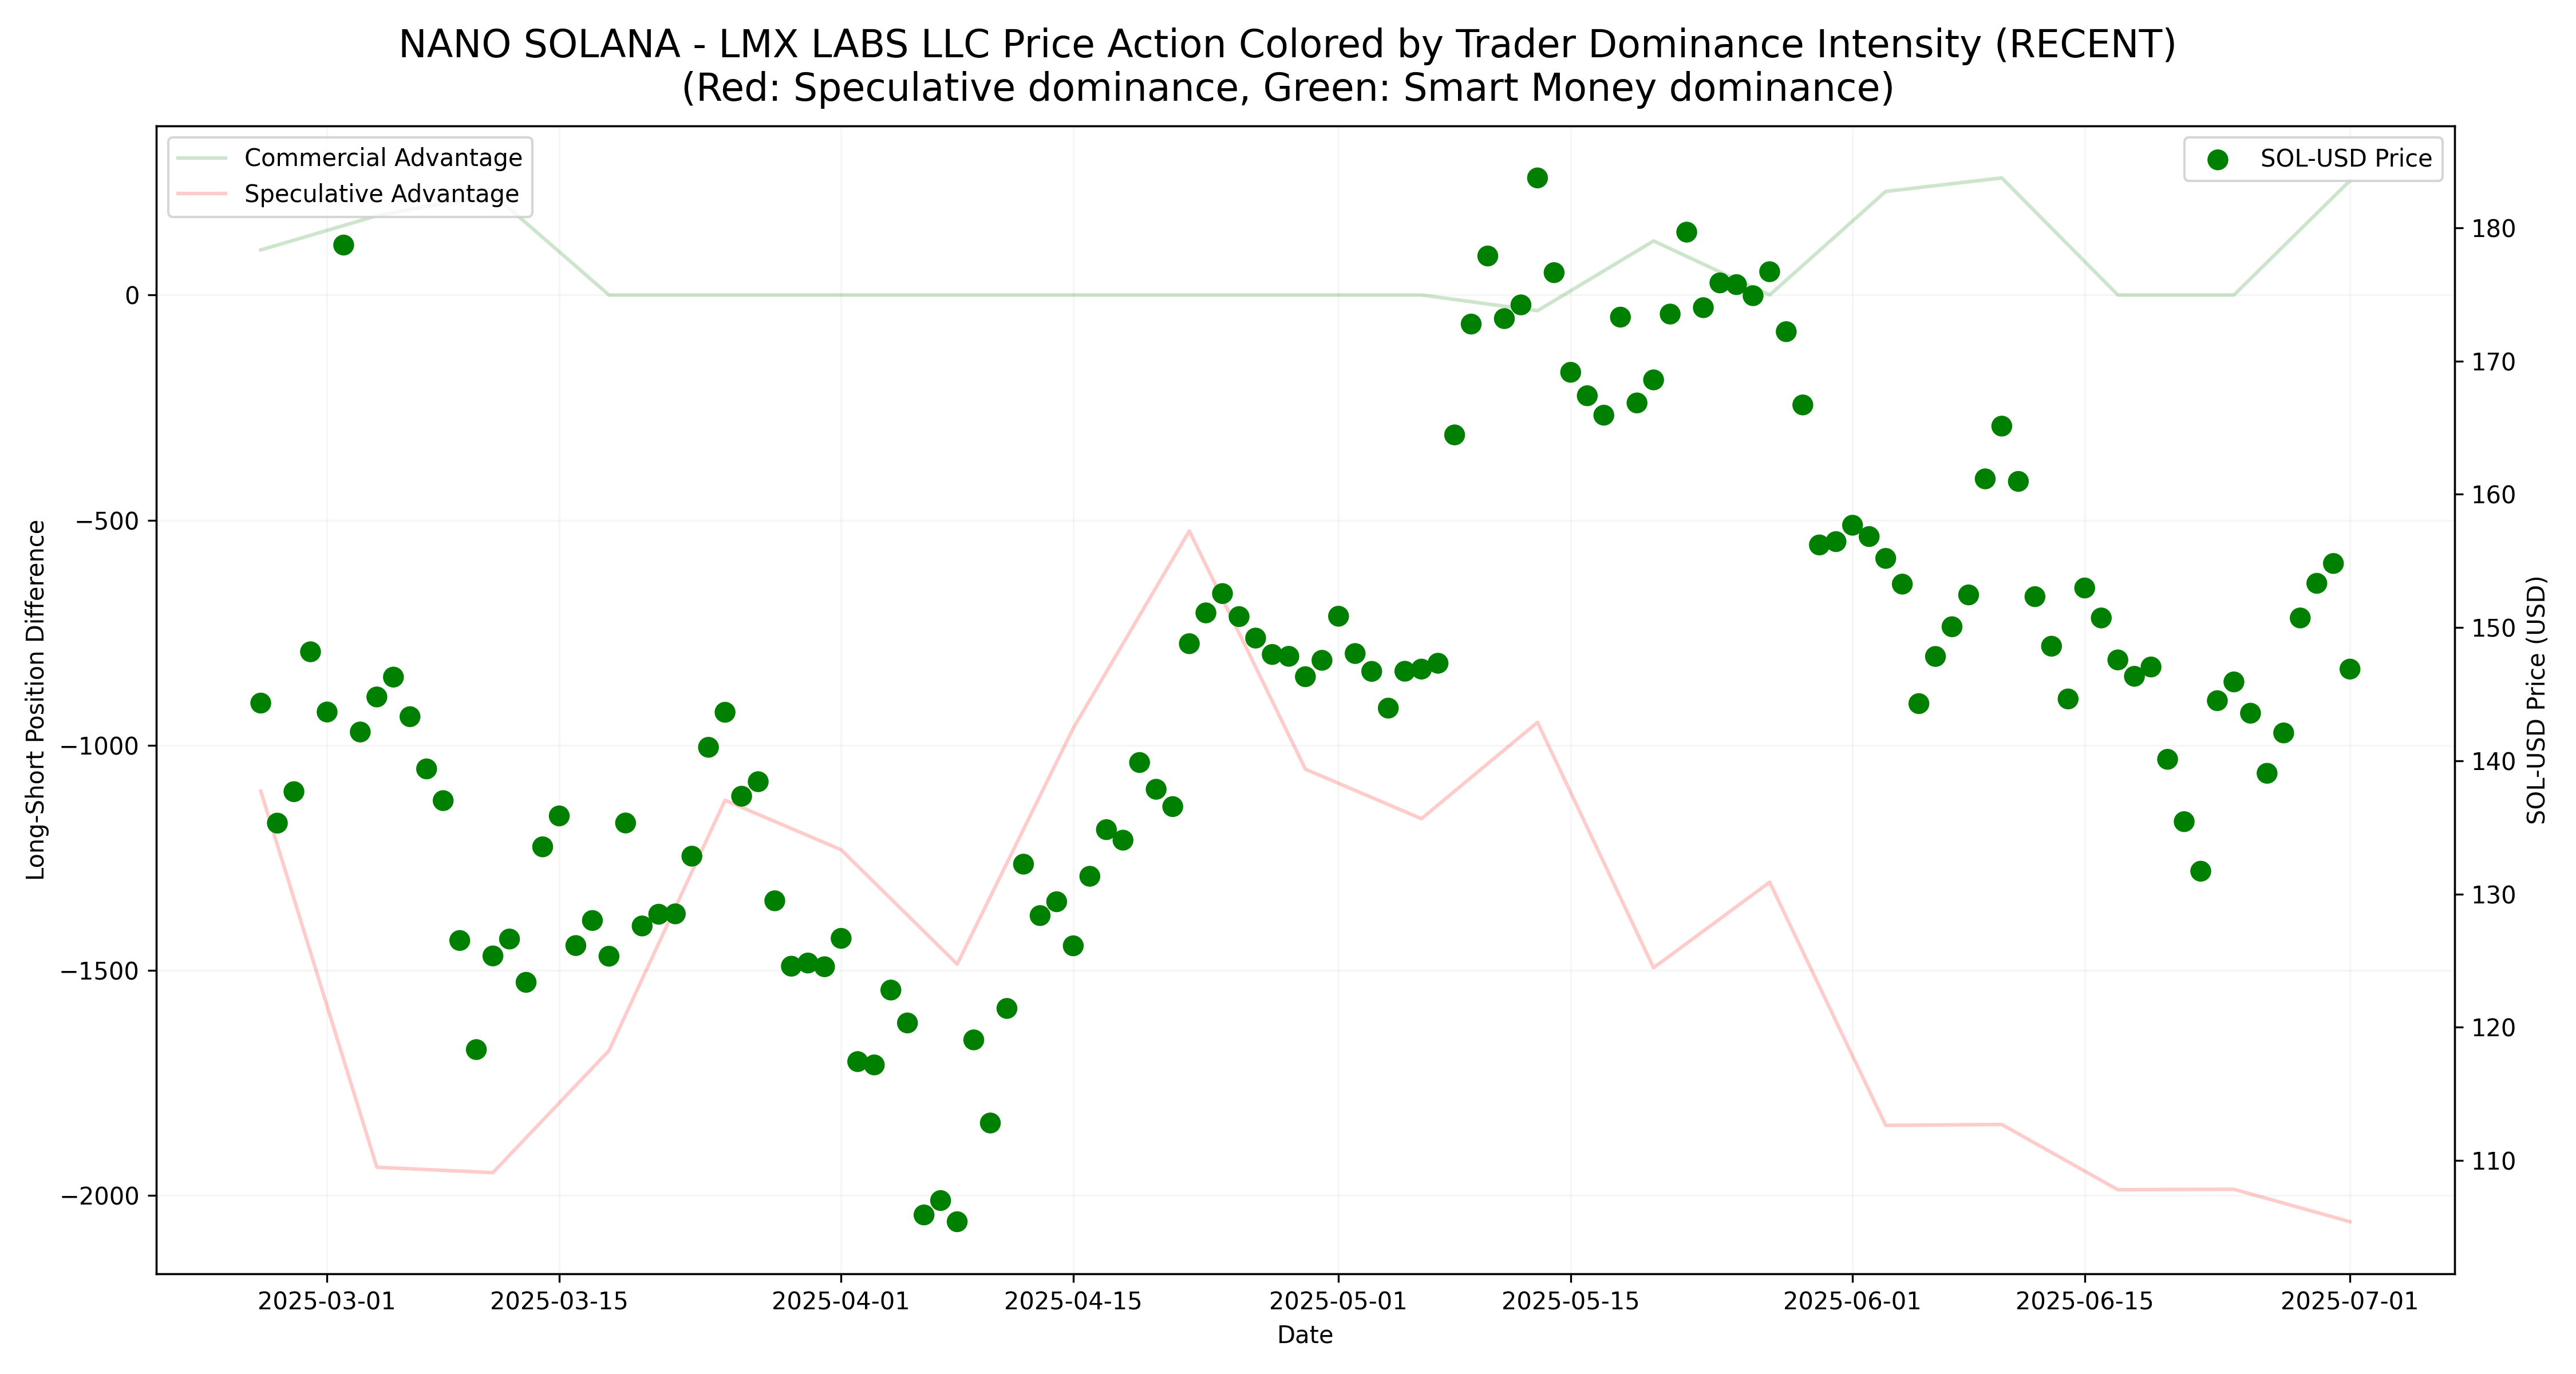 NANO SOLANA - LMX LABS LLC Price Action Colored by Trader Dominance Intensity (RECENT)
(Red: Speculative dominance, Green: Smart Money dominance)
Commercial Advantage
Speculative Advantage
SOL-USD Price
Long-Short Position Difference
0
−500
−1000
−1500
−2000
180
170
160
150
140
130
120
110
SOL-USD Price (USD)
2025-03-01
2025-03-15
2025-04-01
2025-04-15
2025-05-01
2025-05-15
2025-06-01
2025-06-15
2025-07-01
Date